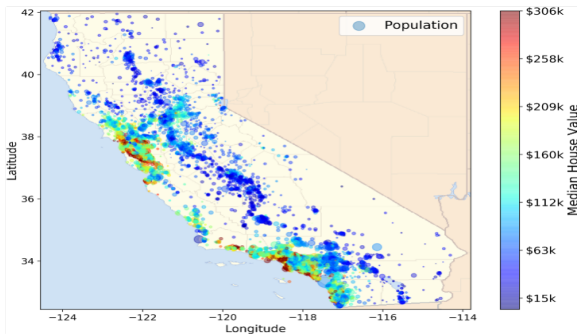 42
40
38
36
34
Latitude
−124
−122
−120
−118
−116
−114
Longitude
Population
$306k
$258k
$209k
$160k
$111k
$63k
$15k
Median House Value